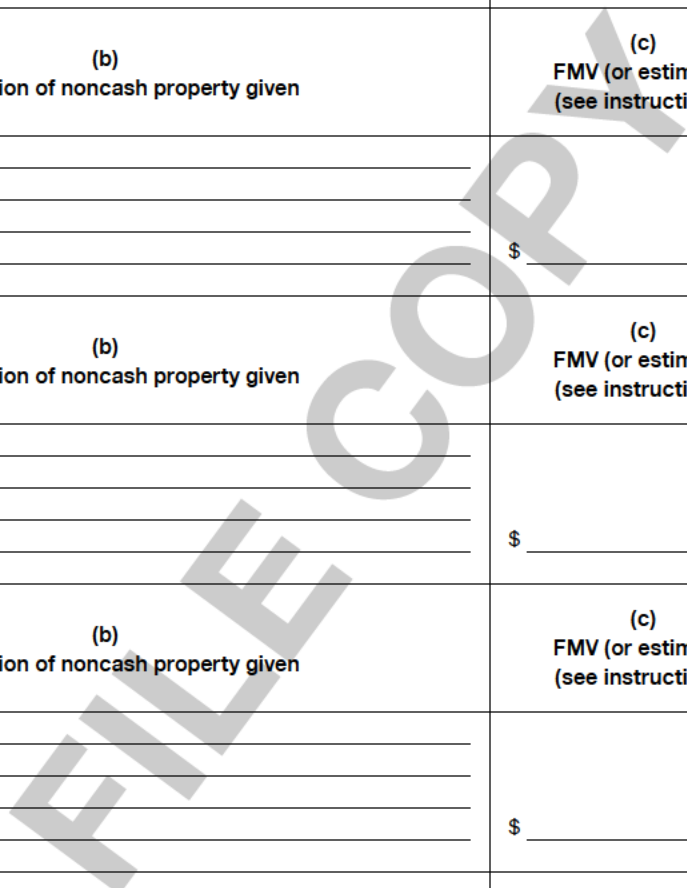 (b)
ion of noncash property given
(c)
FMV (or estim
(see instructi
$
(b)
ion of noncash property given
(c)
FMV (or estim
(see instructi
$
(b)
ion of noncash property given
(c)
FMV (or estim
(see instructi
$
FILE COPY